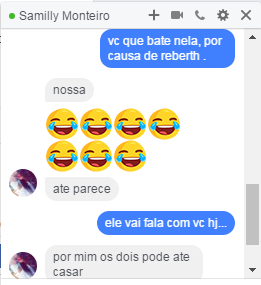 Samilly Monteiro
vc que bate nela, por
causa de reberth .
nossa
😂😂😂😂
😂😂😂
ate parece
ele vai fala com vc hj...
por mim os dois pode ate
casar